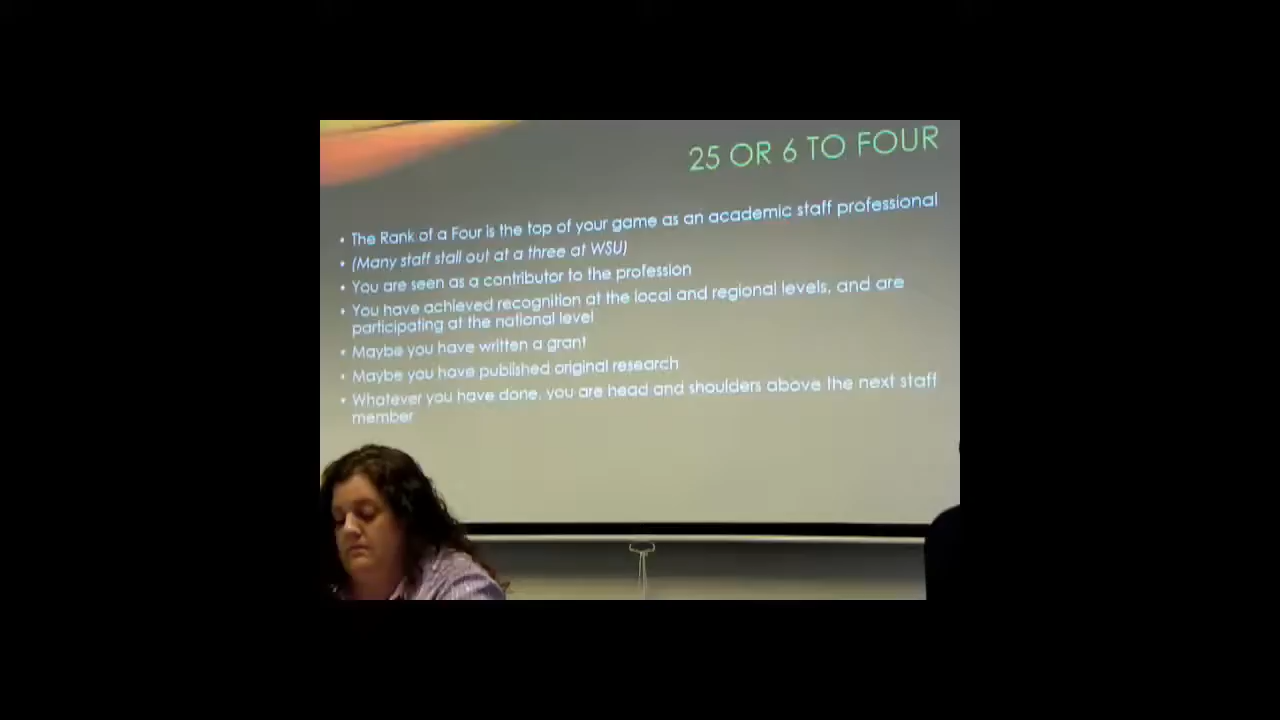 25 OR 6 TO FOUR
• The Rank of a Four is the top of your game as an academic staff professional
• (Many staff stall out at a three at WSU)
• You are seen as a contributor to the profession
• You have achieved recognition at the local and regional levels, and are
participating at the national level
• Maybe you have written a grant
• Maybe you have published original research
• Whatever you have done, you are head and shoulders above the next staff
member